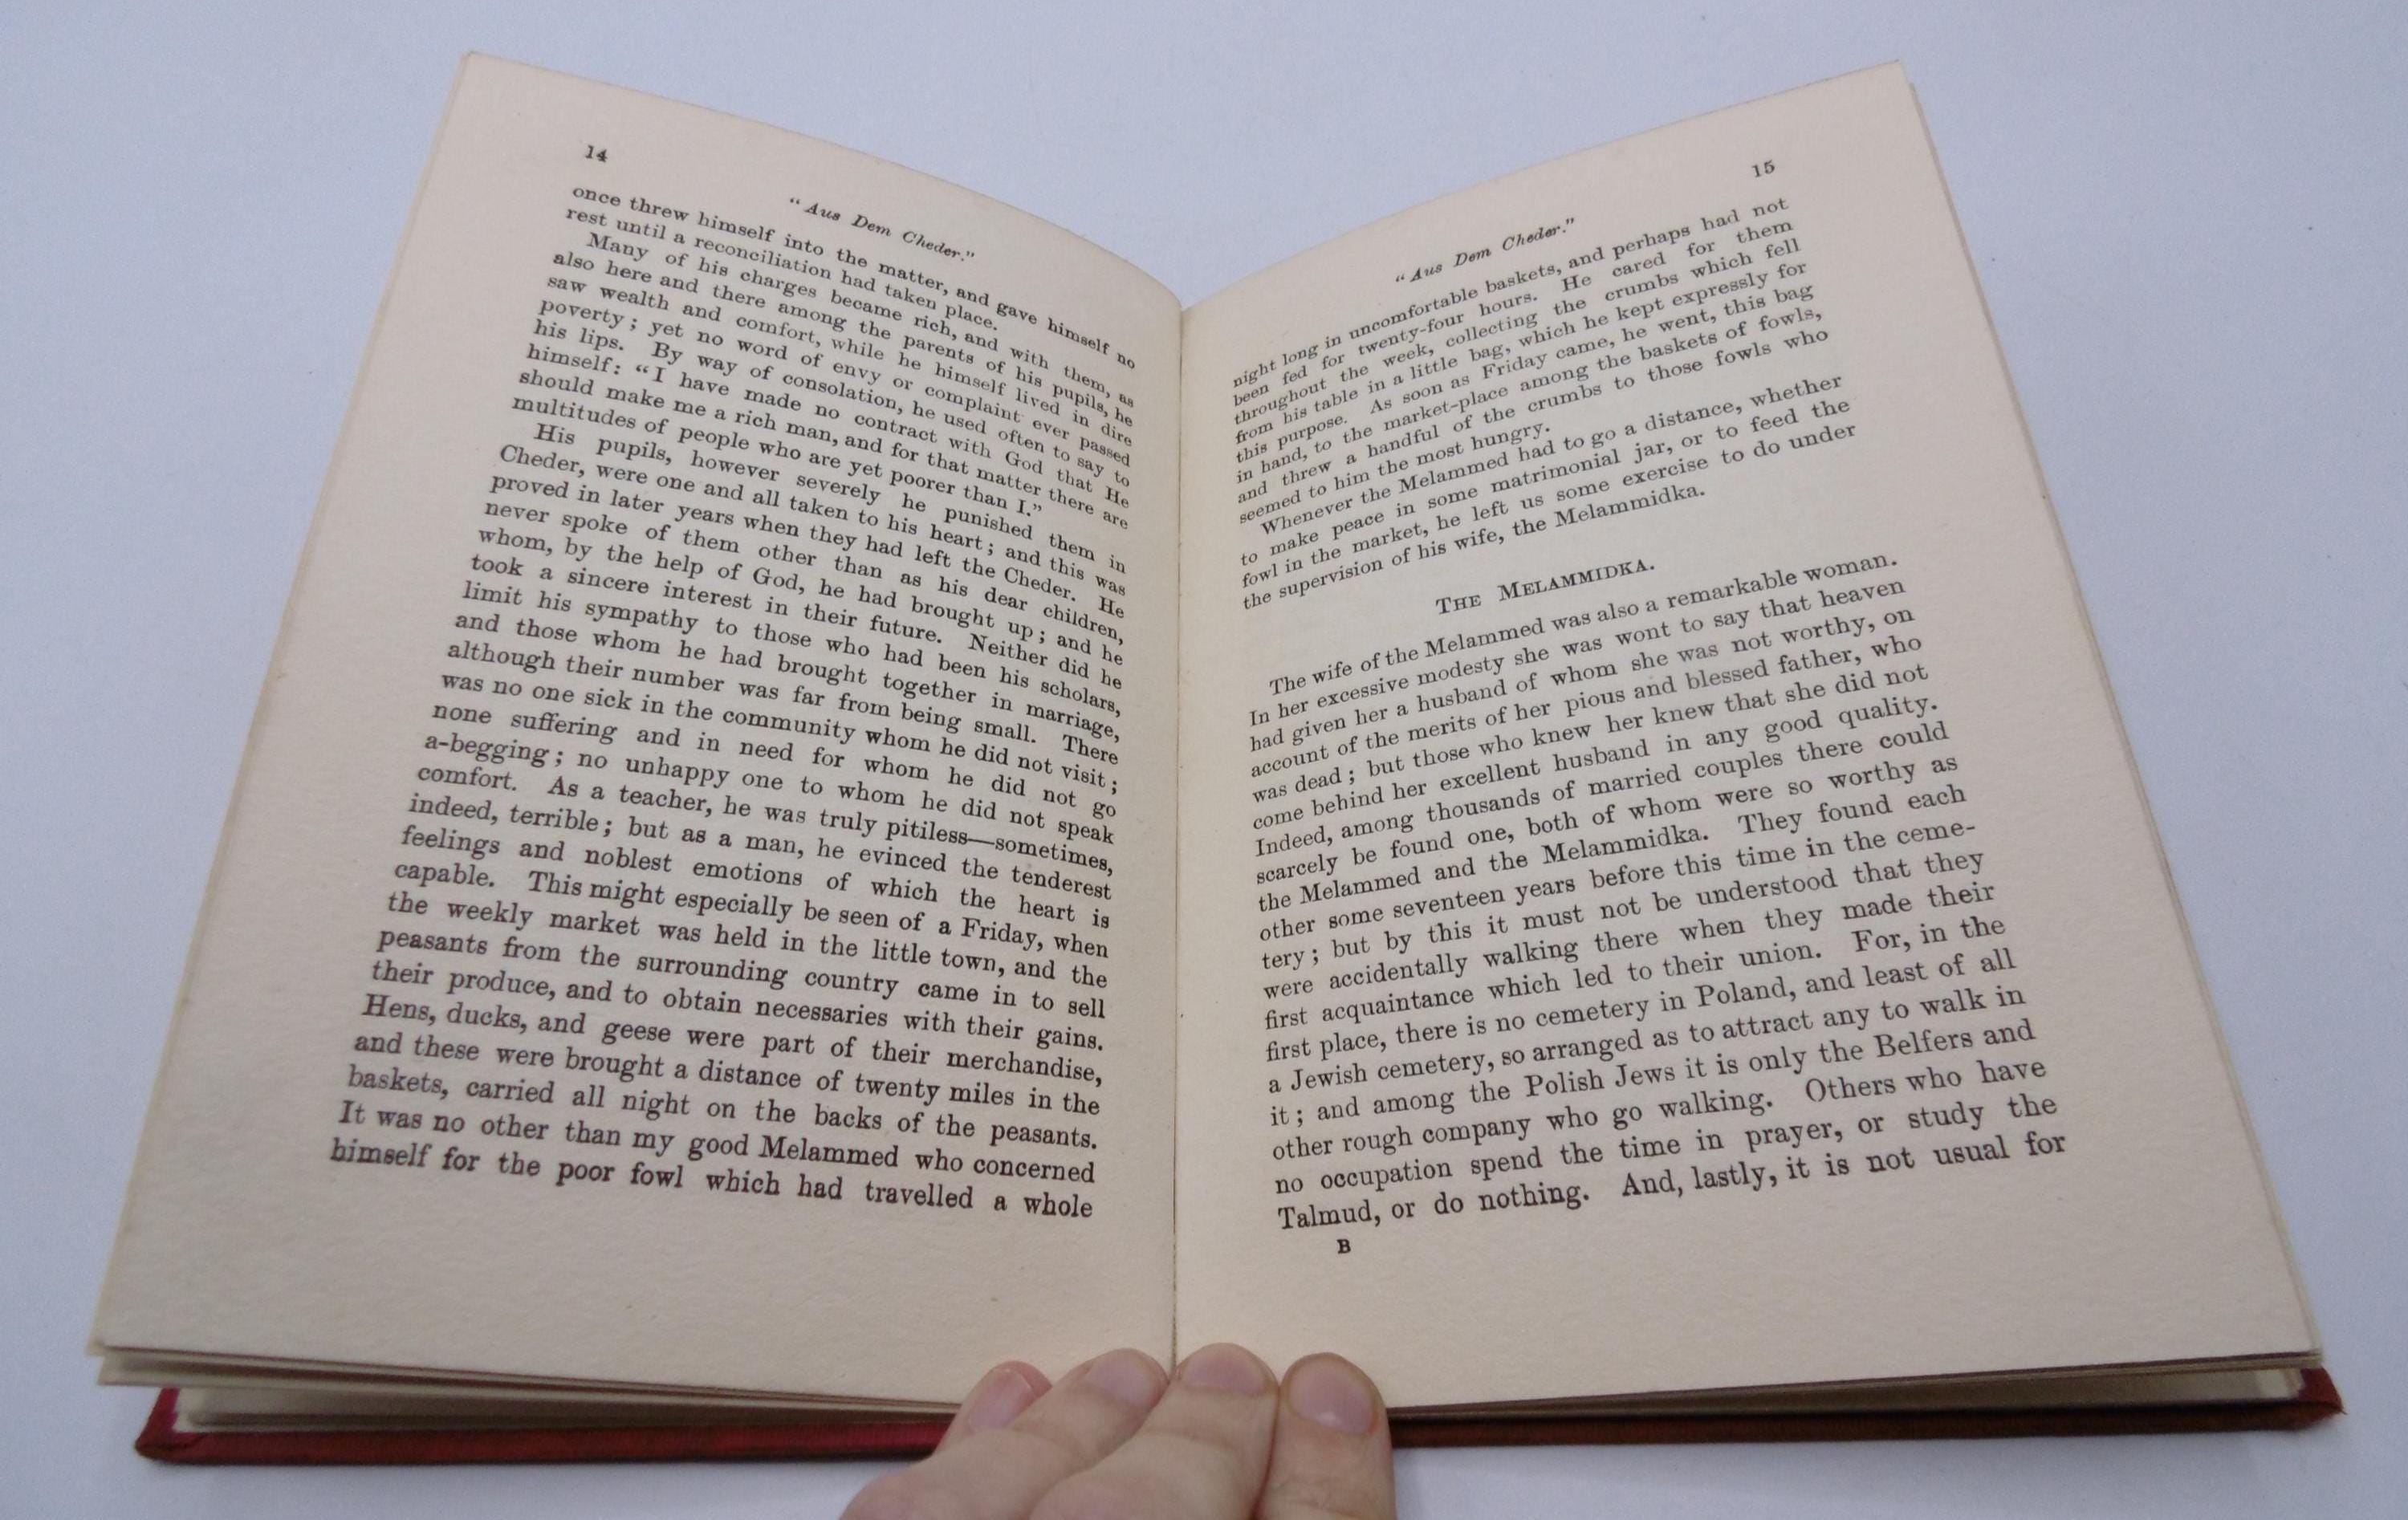 14
"Aus Dem Cheder."
once threw himself into the matter, and gave himself no
rest until a reconciliation had taken place.
Many of his charges became rich, and with them, as
also here and there among the parents of his pupils, he
saw wealth and comfort, while he himself lived in dire
poverty; yet no word of envy or complaint ever passed
his lips. By way of consolation, he used often to say to
himself: "I have made no contract with God that He
should make me a rich man, and for that matter there are
multitudes of people who are yet poorer than I."
His pupils, however severely he punished them in
Cheder, were one and all taken to his heart; and this was
proved in later years when they had left the Cheder. He
never spoke of them other than as his dear children,
whom, by the help of God, he had brought up; and he
took a sincere interest in their future. Neither did he
limit his sympathy to those who had been his scholars,
and those whom he had brought together in marriage,
although their number was far from being small. There
was no one sick in the community whom he did not visit;
none suffering and in need for whom he did not go
a-begging; no unhappy one to whom he did not speak
comfort. As a teacher, he was truly pitiless—sometimes,
indeed, terrible; but as a man, he evinced the tenderest
feelings and noblest emotions of which the heart is
capable. This might especially be seen of a Friday, when
the weekly market was held in the little town, and the
peasants from the surrounding country came in to sell
their produce, and to obtain necessaries with their gains.
Hens, ducks, and geese were part of their merchandise,
and these were brought a distance of twenty miles in the
baskets, carried all night on the backs of the peasants.
It was no other than my good Melammed who concerned
himself for the poor fowl which had travelled a whole
15
"Aus Dem Cheder."
night long in uncomfortable baskets, and perhaps had not
been fed for twenty-four hours. He cared for them
throughout the week, collecting the crumbs which fell
from his table in a little bag, which he kept expressly for
this purpose. As soon as Friday came, he went, this bag
in hand, to the market-place among the baskets of fowls,
and threw a handful of the crumbs to those fowls who
seemed to him the most hungry.
Whenever the Melammed had to go a distance, whether
to make peace in some matrimonial jar, or to feed the
fowl in the market, he left us some exercise to do under
the supervision of his wife, the Melammidka.
THE MELAMMIDKA.
The wife of the Melammed was also a remarkable woman.
In her excessive modesty she was wont to say that heaven
had given her a husband of whom she was not worthy, on
account of the merits of her pious and blessed father, who
was dead; but those who knew her knew that she did not
come behind her excellent husband in any good quality.
Indeed, among thousands of married couples there could
scarcely be found one, both of whom were so worthy as
the Melammed and the Melammidka. They found each
other some seventeen years before this time in the ceme-
tery; but by this it must not be understood that they
were accidentally walking there when they made their
first acquaintance which led to their union. For, in the
first place, there is no cemetery in Poland, and least of all
a Jewish cemetery, so arranged as to attract any to walk in
it; and among the Polish Jews it is only the Belfers and
other rough company who go walking. Others who have
no occupation spend the time in prayer, or study the
Talmud, or do nothing. And, lastly, it is not usual for
B